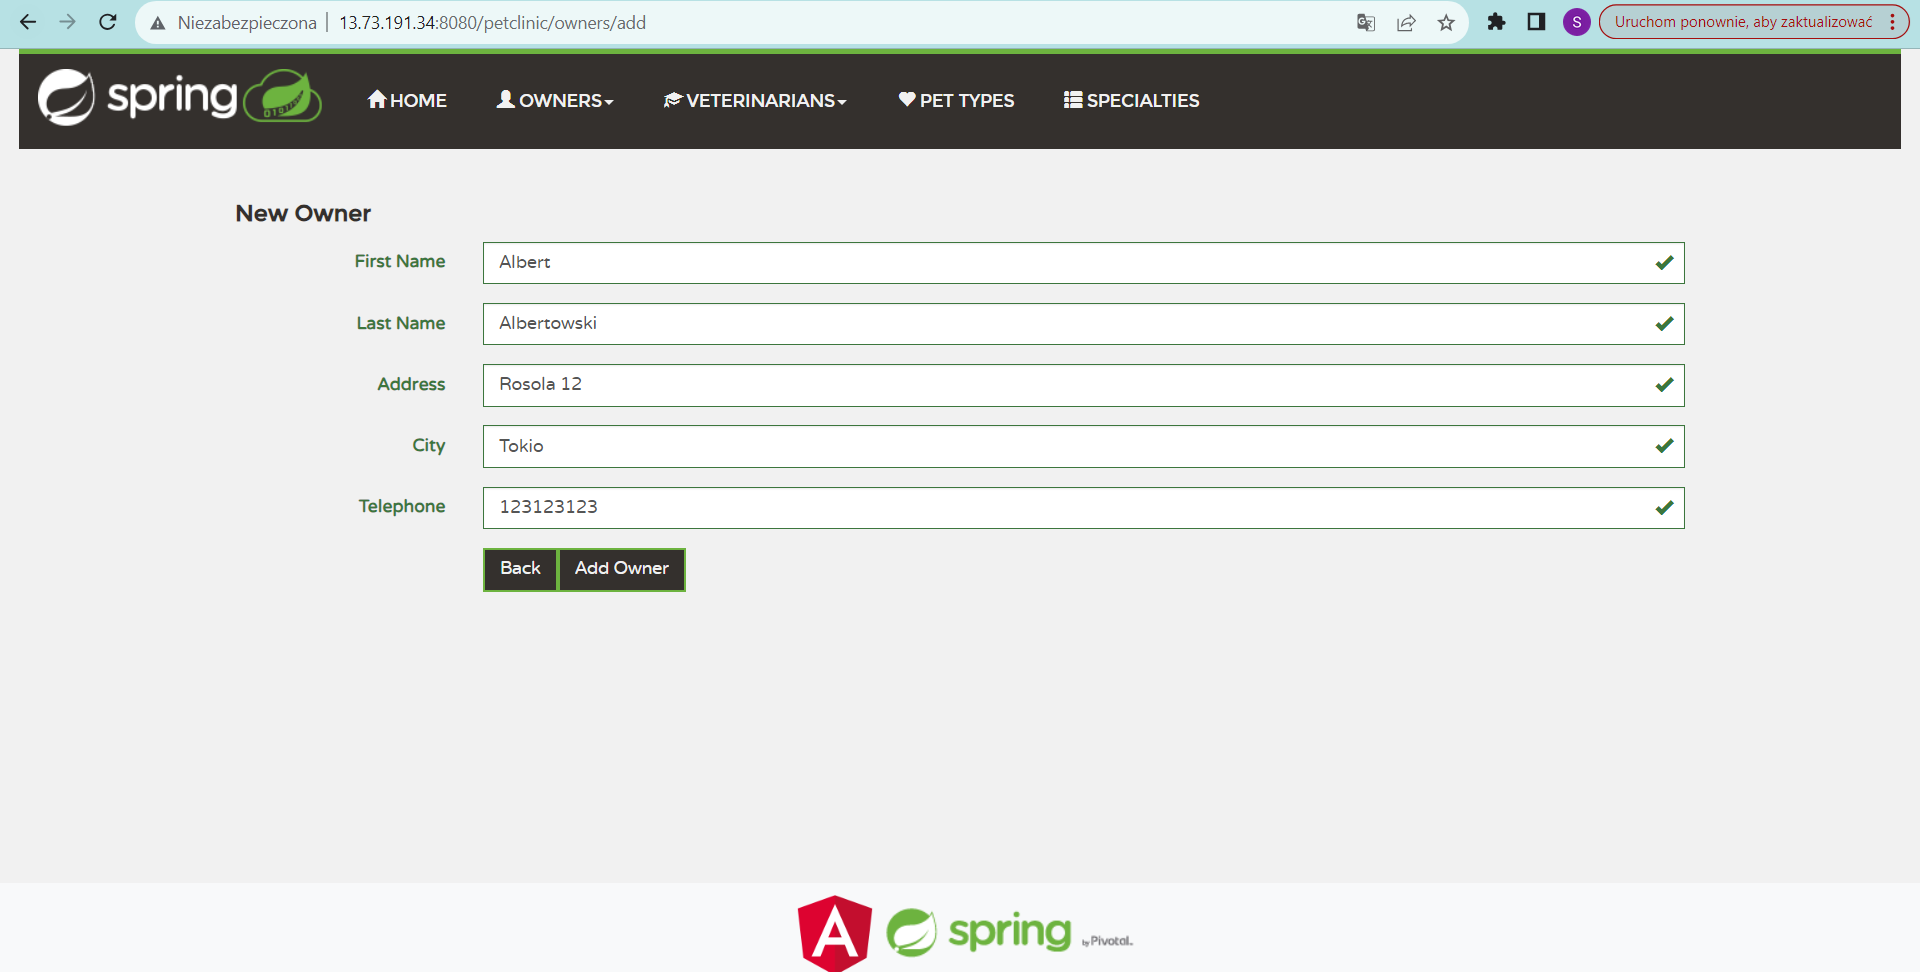 Niezabezpieczona | 13.73.191.34:8080/petclinic/owners/add S Uruchom ponownie, aby zaktualizować
spring HOME OWNERS VETERINARIANS PET TYPES SPECIALTIES
New Owner
First Name Albert
Last Name Albertowski
Address Rosola 12
City Tokio
Telephone 123123123
Back Add Owner
A spring by Pivotal